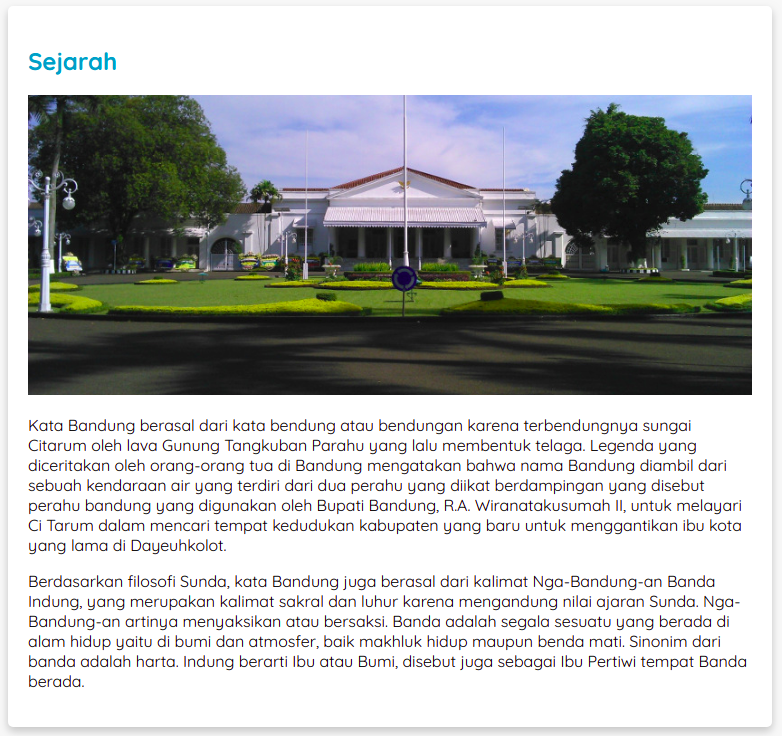 Sejarah
Kata Bandung berasal dari kata bendung atau bendungan karena terbendungnya sungai
Citarum oleh lava Gunung Tangkuban Parahu yang lalu membentuk telaga. Legenda yang
diceritakan oleh orang-orang tua di Bandung mengatakan bahwa nama Bandung diambil dari
sebuah kendaraan air yang terdiri dari dua perahu yang diikat berdampingan yang disebut
perahu bandung yang digunakan oleh Bupati Bandung, R.A. Wiranatakusumah II, untuk melayari
Ci Tarum dalam mencari tempat kedudukan kabupaten yang baru untuk menggantikan ibu kota
yang lama di Dayeuhkolot.
Berdasarkan filosofi Sunda, kata Bandung juga berasal dari kalimat Nga-Bandung-an Banda
Indung, yang merupakan kalimat sakral dan luhur karena mengandung nilai ajaran Sunda. Nga-
Bandung-an artinya menyaksikan atau bersaksi. Banda adalah segala sesuatu yang berada di
alam hidup yaitu di bumi dan atmosfer, baik makhluk hidup maupun benda mati. Sinonim dari
banda adalah harta. Indung berarti Ibu atau Bumi, disebut juga sebagai Ibu Pertiwi tempat Banda
berada.